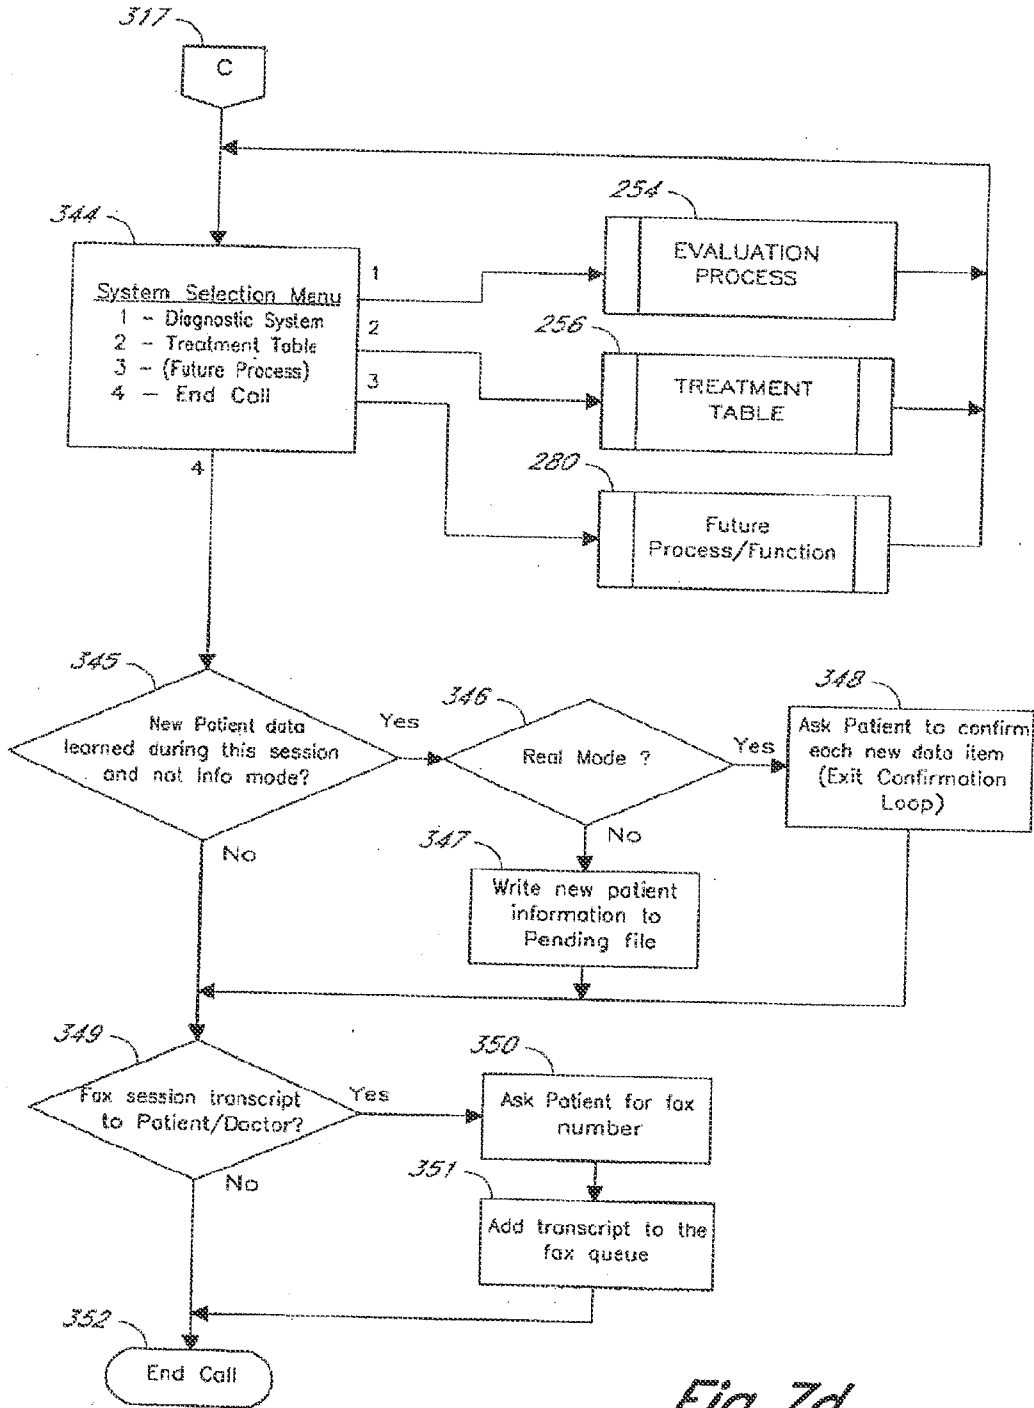 317
C
344
System Selection Menu
1 - Diagnostic System
2 - Treatment Table
3 - (Future Process)
4 - End Call
1
2
3
4
254
EVALUATION
PROCESS
256
TREATMENT
TABLE
280
Future
Process/Function
345
New Patient data
learned during this session
and not Info mode?
Yes
No
346
Real Mode ?
Yes
No
348
Ask Patient to confirm
each new data item
(Exit Confirmation
Loop)
347
Write new patient
information to
Pending file
349
Fax session transcript
to Patient/Doctor?
Yes
No
350
Ask Patient for fax
number
351
Add transcript to the
fax queue
352
End Call
Fig. 7d